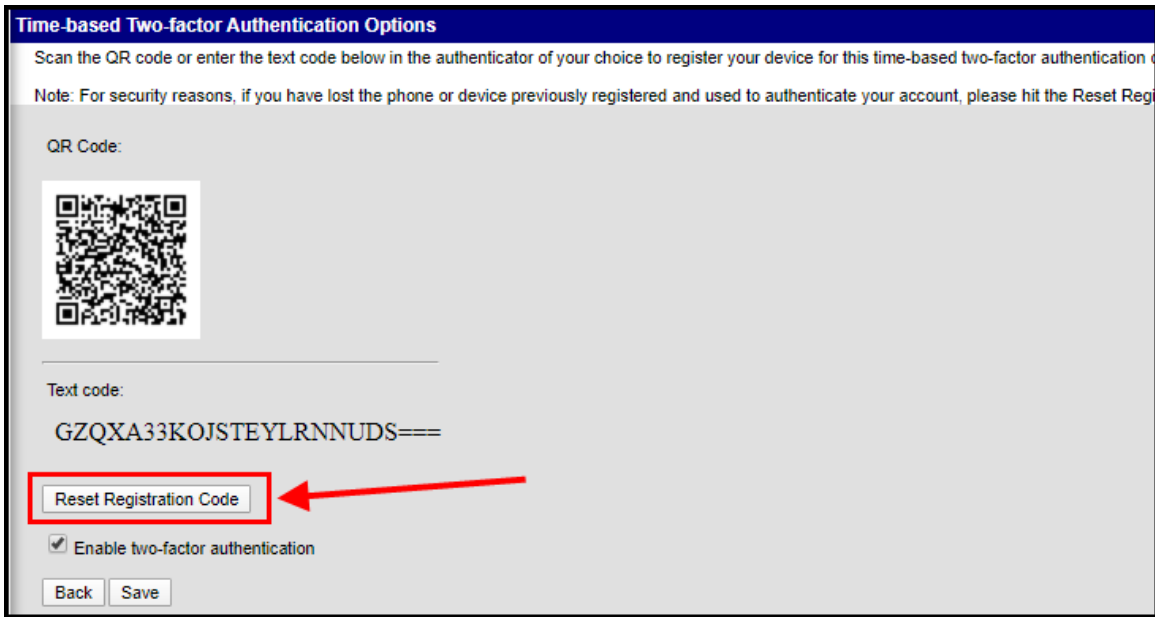 Time-based Two-factor Authentication Options
Scan the QR code or enter the text code below in the authenticator of your choice to register your device for this time-based two-factor authentication
Note: For security reasons, if you have lost the phone or device previously registered and used to authenticate your account, please hit the Reset Regi
QR Code:
Text code:
GZQXA33KOJSTEYLRNNUDS===
Reset Registration Code
Enable two-factor authentication
Back Save